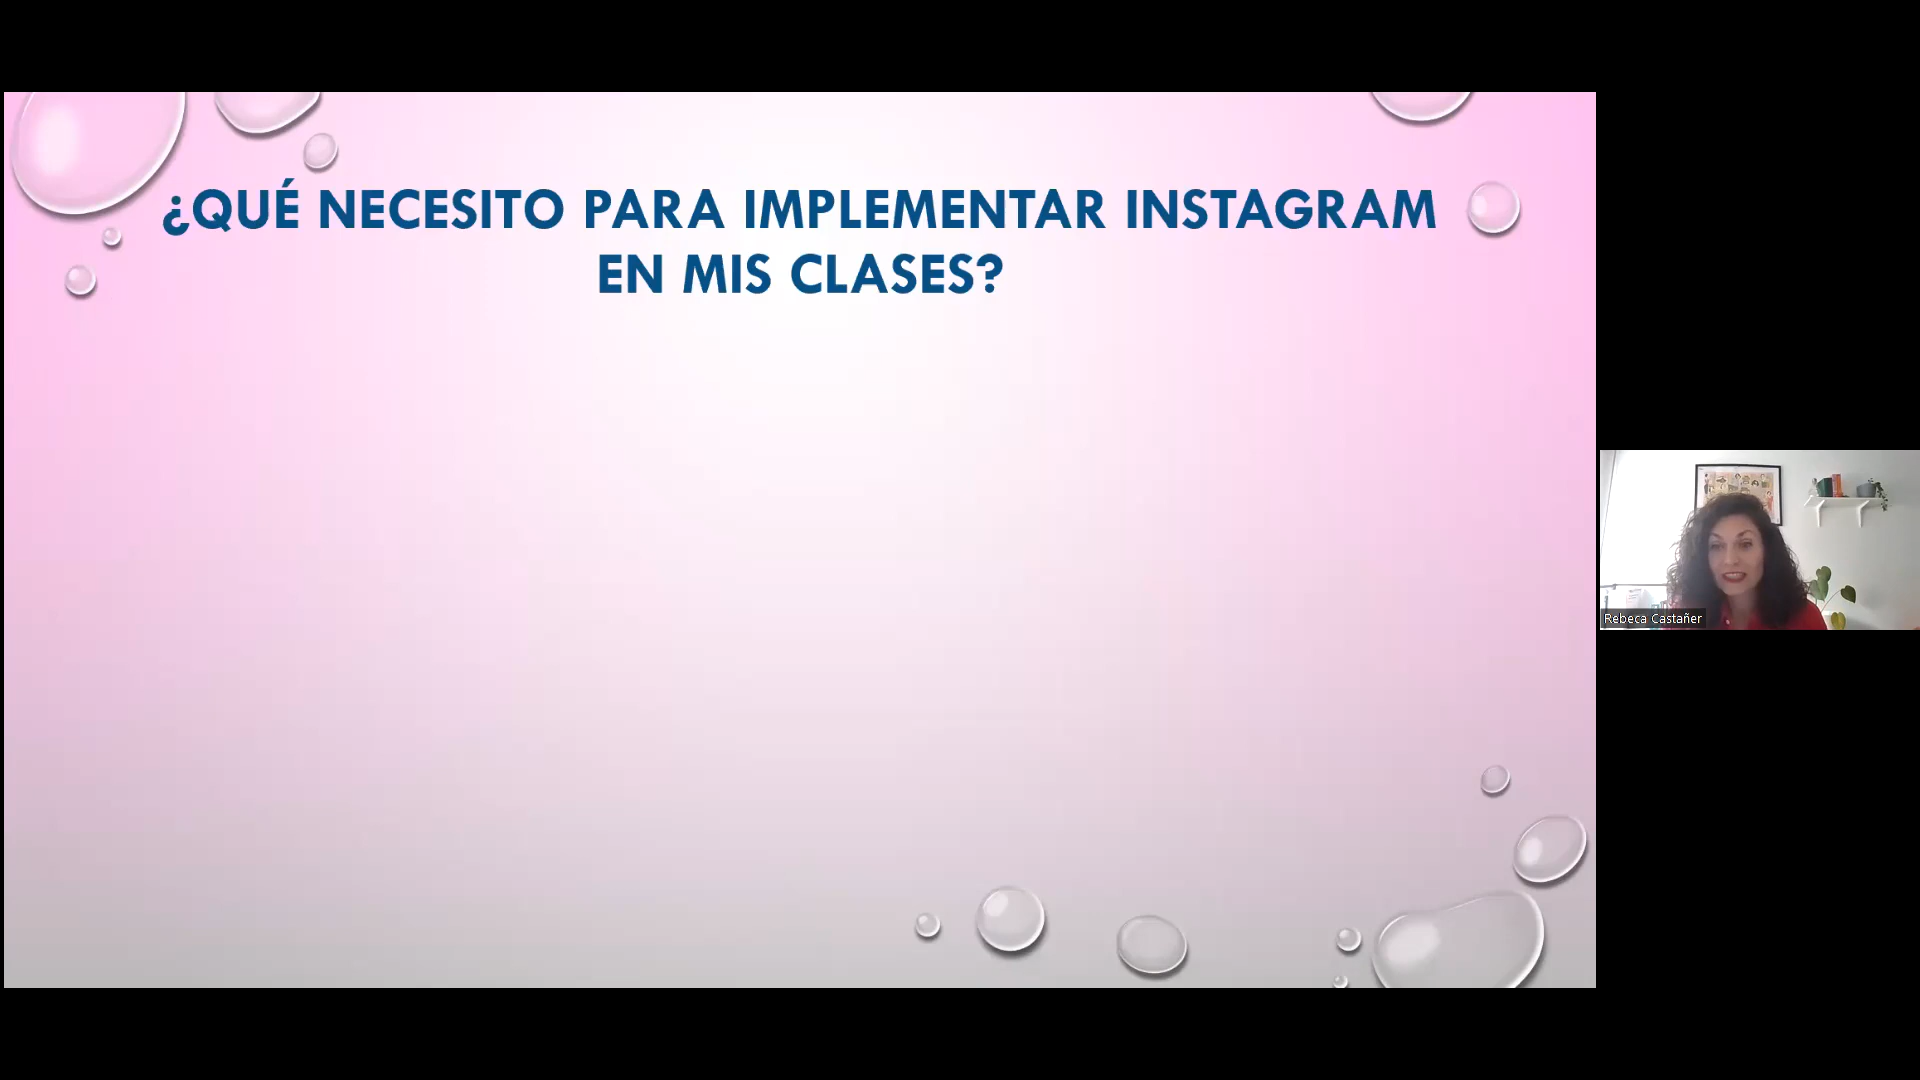 ¿QUÉ NECESITO PARA IMPLEMENTAR INSTAGRAM
EN MIS CLASES?
Rebeca Castañer